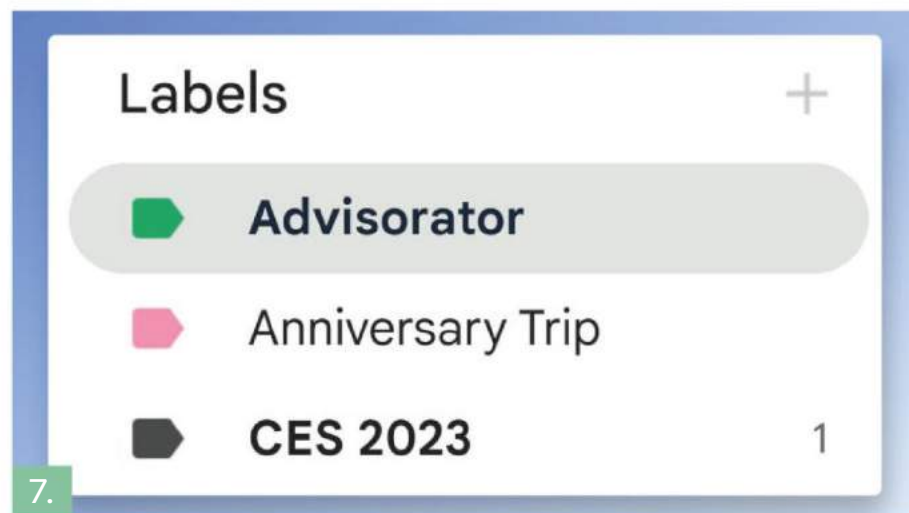 Labels
+
Advisorator
Anniversary Trip
CES 2023 1
7.